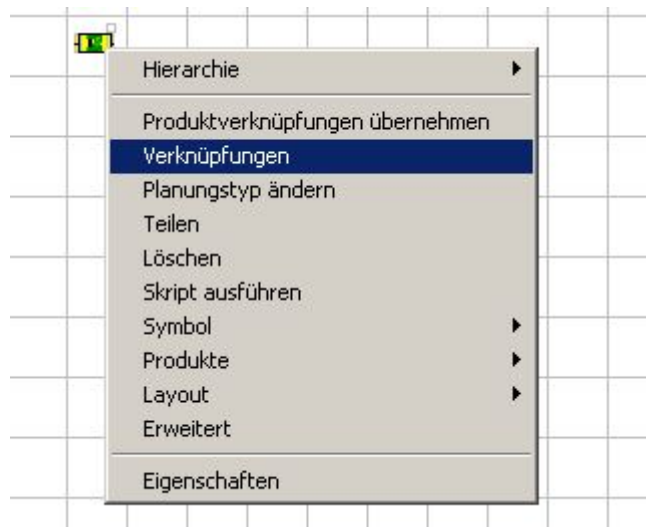 Hierarchie
Produktverknüpfungen übernehmen
Verknüpfungen
Planungstyp ändern
Teilen
Löschen
Skript ausführen
Symbol
Produkte
Layout
Erweitert
Eigenschaften